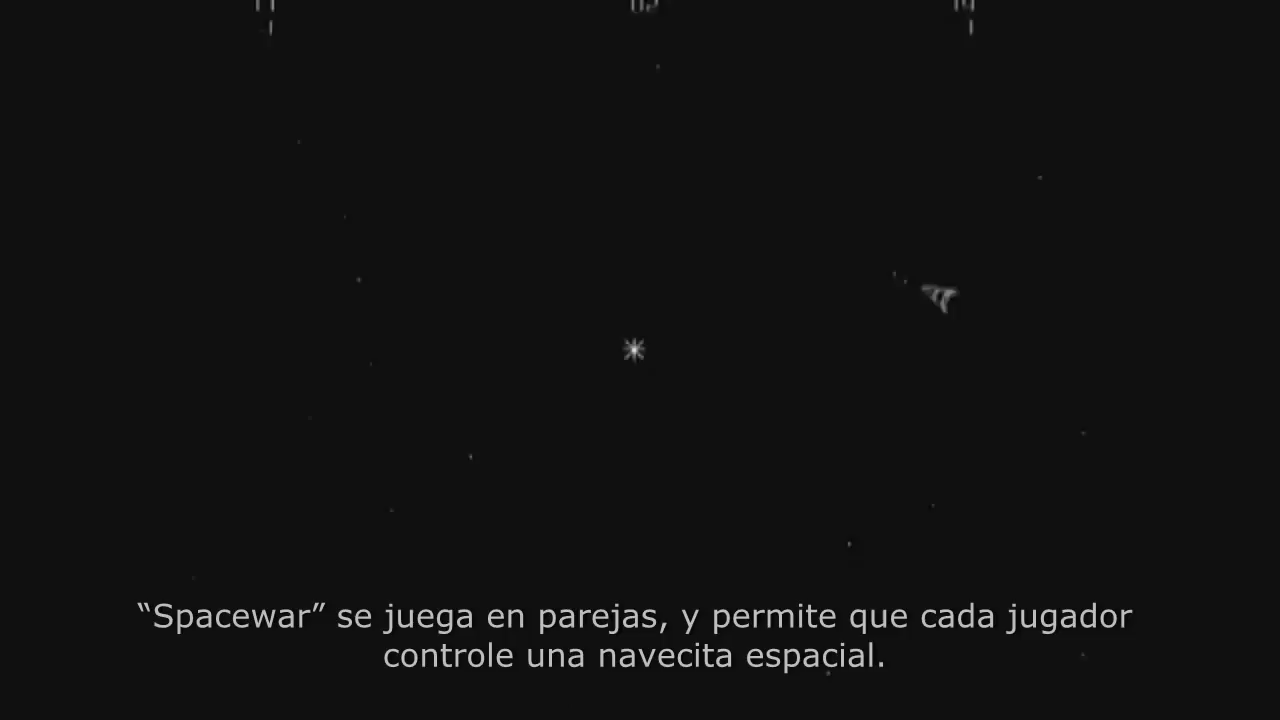 “Spacewar” se juega en parejas, y permite que cada jugador
controle una navecita espacial.